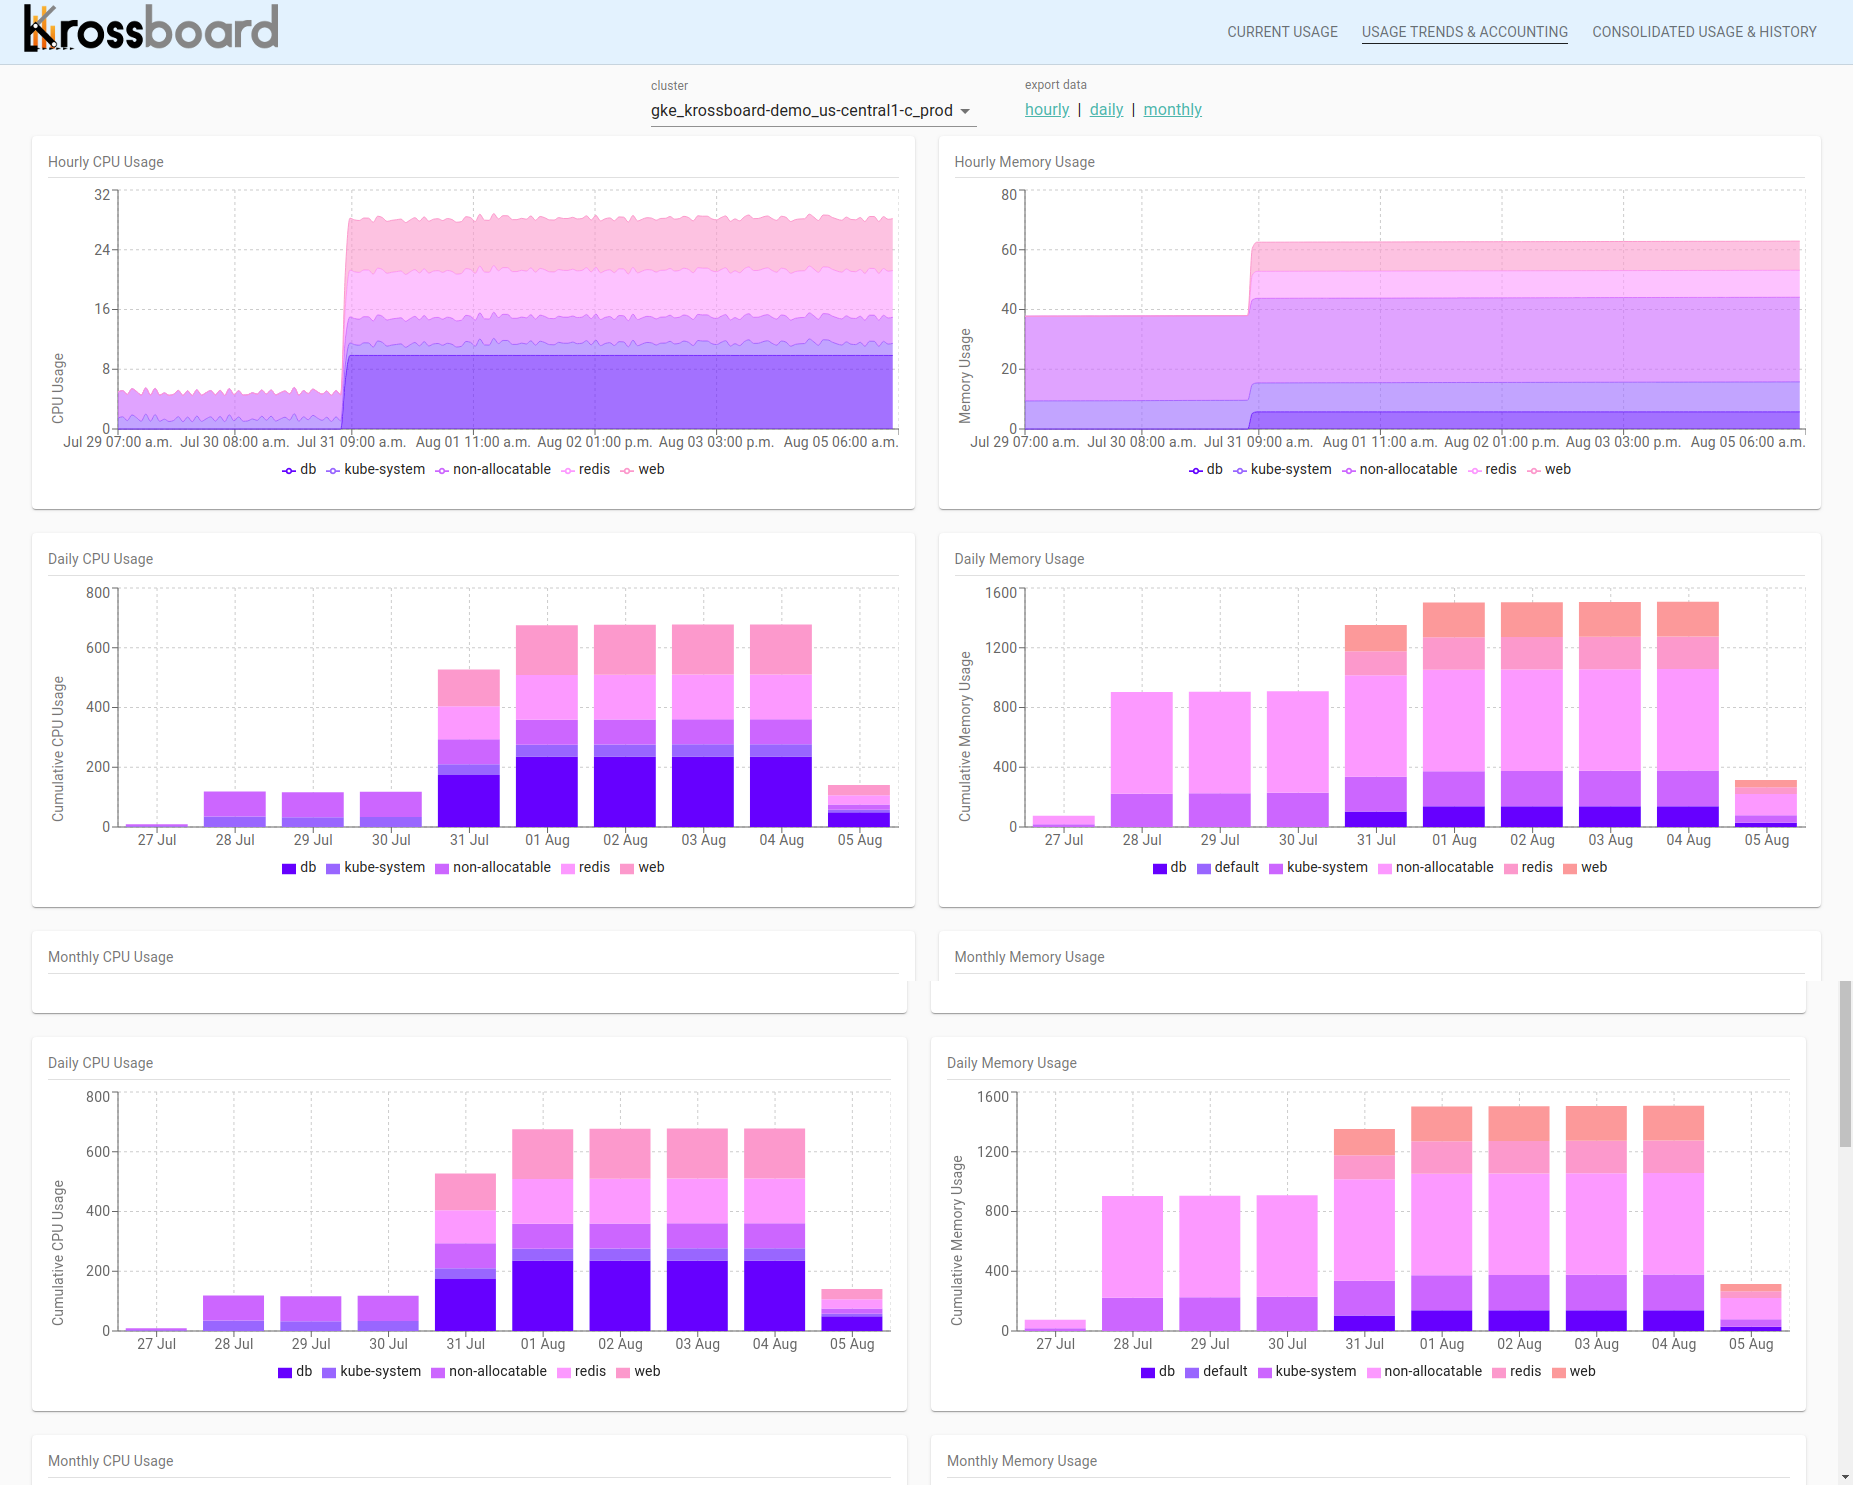 Krossboard
CURRENT USAGE USAGE TRENDS & ACCOUNTING CONSOLIDATED USAGE & HISTORY
cluster
gke_krossboard-demo_us-central1-c_prod
export data
hourly | daily | monthly
Hourly CPU Usage
32
24
16
8
0
CPU Usage
Jul 29 07:00 a.m. Jul 30 08:00 a.m. Jul 31 09:00 a.m. Aug 01 11:00 a.m. Aug 02 01:00 p.m. Aug 03 03:00 p.m. Aug 05 06:00 a.m.
db kube-system non-allocatable redis web
Hourly Memory Usage
80
60
40
20
0
Memory Usage
Jul 29 07:00 a.m. Jul 30 08:00 a.m. Jul 31 09:00 a.m. Aug 01 11:00 a.m. Aug 02 01:00 p.m. Aug 03 03:00 p.m. Aug 05 06:00 a.m.
db kube-system non-allocatable redis web
Daily CPU Usage
800
600
400
200
0
Cumulative CPU Usage
27 Jul 28 Jul 29 Jul 30 Jul 31 Jul 01 Aug 02 Aug 03 Aug 04 Aug 05 Aug
db kube-system non-allocatable redis web
Daily Memory Usage
1600
1200
800
400
0
Cumulative Memory Usage
27 Jul 28 Jul 29 Jul 30 Jul 31 Jul 01 Aug 02 Aug 03 Aug 04 Aug 05 Aug
db default kube-system non-allocatable redis web
Monthly CPU Usage
Monthly Memory Usage
Daily CPU Usage
800
600
400
200
0
Cumulative CPU Usage
27 Jul 28 Jul 29 Jul 30 Jul 31 Jul 01 Aug 02 Aug 03 Aug 04 Aug 05 Aug
db kube-system non-allocatable redis web
Daily Memory Usage
1600
1200
800
400
0
Cumulative Memory Usage
27 Jul 28 Jul 29 Jul 30 Jul 31 Jul 01 Aug 02 Aug 03 Aug 04 Aug 05 Aug
db default kube-system non-allocatable redis web
Monthly CPU Usage
Monthly Memory Usage